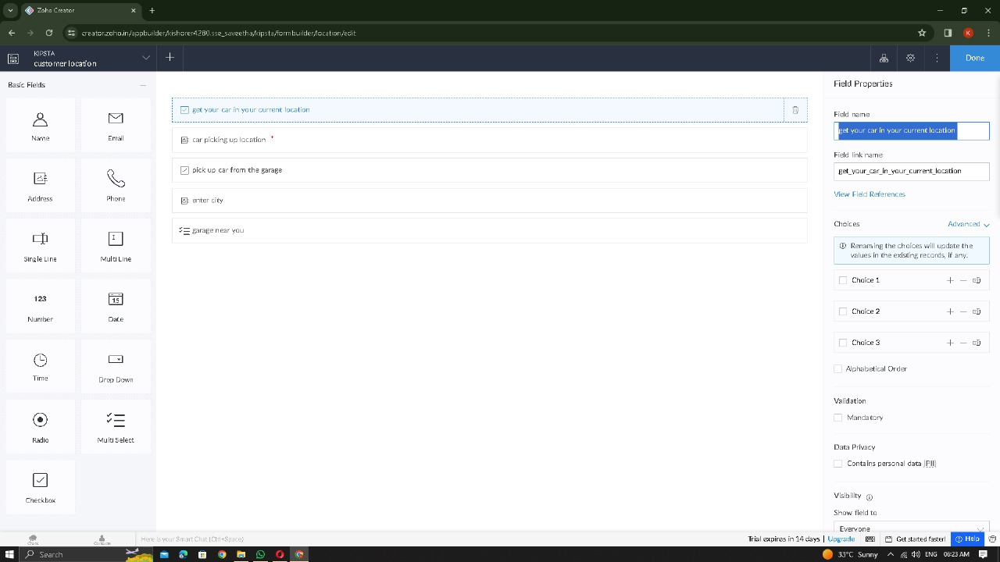 Zoho Creator
creator.zoho.in/appbuilder/kishorer4280.sse_saveetha/kipsta/formbuilder/location/edit
K
KIPSTA
customer location
Done
Basic Fields
Name
Email
Address
Phone
Single Line
Multi Line
123
Number
15
Date
Time
Drop Down
Radio
Multi Select
Checkbox
get your car in your current location
car picking up location *
pick up car from the garage
enter city
garage near you
Field Properties
Field name
get your car in your current location
Field link name
get_your_car_in_your_current_location
View Field References
Choices
Advanced
Renaming the choices will update the
values in the existing records, if any.
Choice 1
Choice 2
Choice 3
Alphabetical Order
Validation
Mandatory
Data Privacy
Contains personal data [PII]
Visibility
Show field to
Everyone
Chats
Contacts
Here is your Smart Chat (Ctrl+Space)
Trial expires in 14 days | Upgrade
Get started faster!
Help
Search
33°C Sunny
ENG
06:23 AM